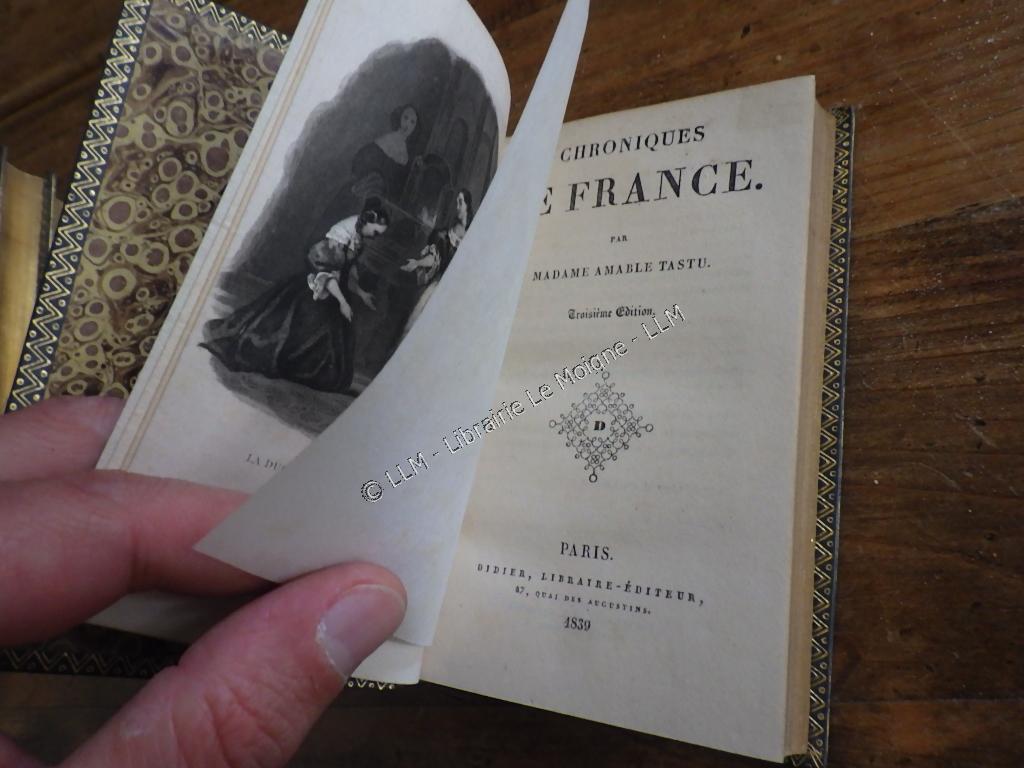 CHRONIQUES
E FRANCE.
PAR
MADAME AMABLE TASTU.
Troisième Edition.
© LLM - Librairie Le Moigne - LLM
D
PARIS.
DIDIER, LIBRAIRE-ÉDITEUR,
47, QUAI DES AUGUSTINS.
1839
LA DU